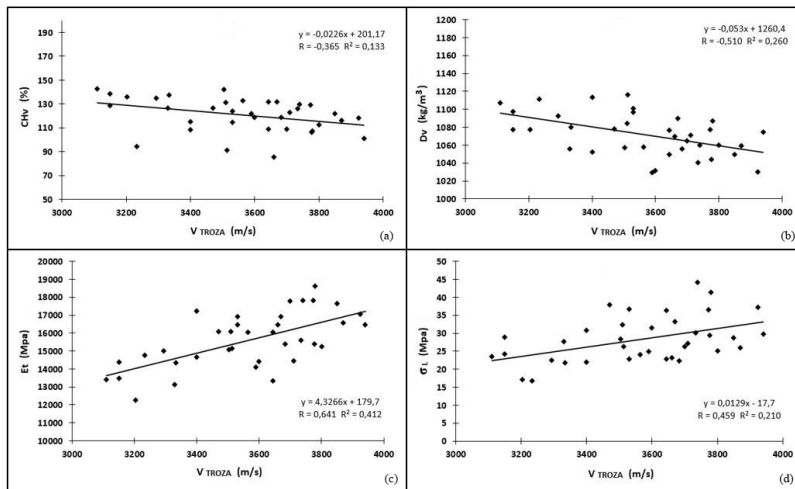 y = -0,0226x + 201,17
R = -0,365 R² = 0,133
190
170
150
130
110
90
70
50
CHv (%)
3000 3200 3400 3600 3800 4000
V TROZA (m/s)
(a)
y = -0,053x + 1260,4
R = -0,510 R² = 0,260
1200
1180
1160
1140
1120
1100
1080
1060
1040
1020
1000
Dv (kg/m³)
3000 3200 3400 3600 3800 4000
V TROZA (m/s)
(b)
20000
19000
18000
17000
16000
15000
14000
13000
12000
11000
10000
Et (Mpa)
y = 4,3266x + 179,7
R = 0,641 R² = 0,412
3000 3200 3400 3600 3800 4000
V TROZA (m/s)
(c)
50
45
40
35
30
25
20
15
10
5
0
σ L (Mpa)
y = 0,0129x - 17,7
R = 0,459 R² = 0,210
3000 3200 3400 3600 3800 4000
V TROZA (m/s)
(d)